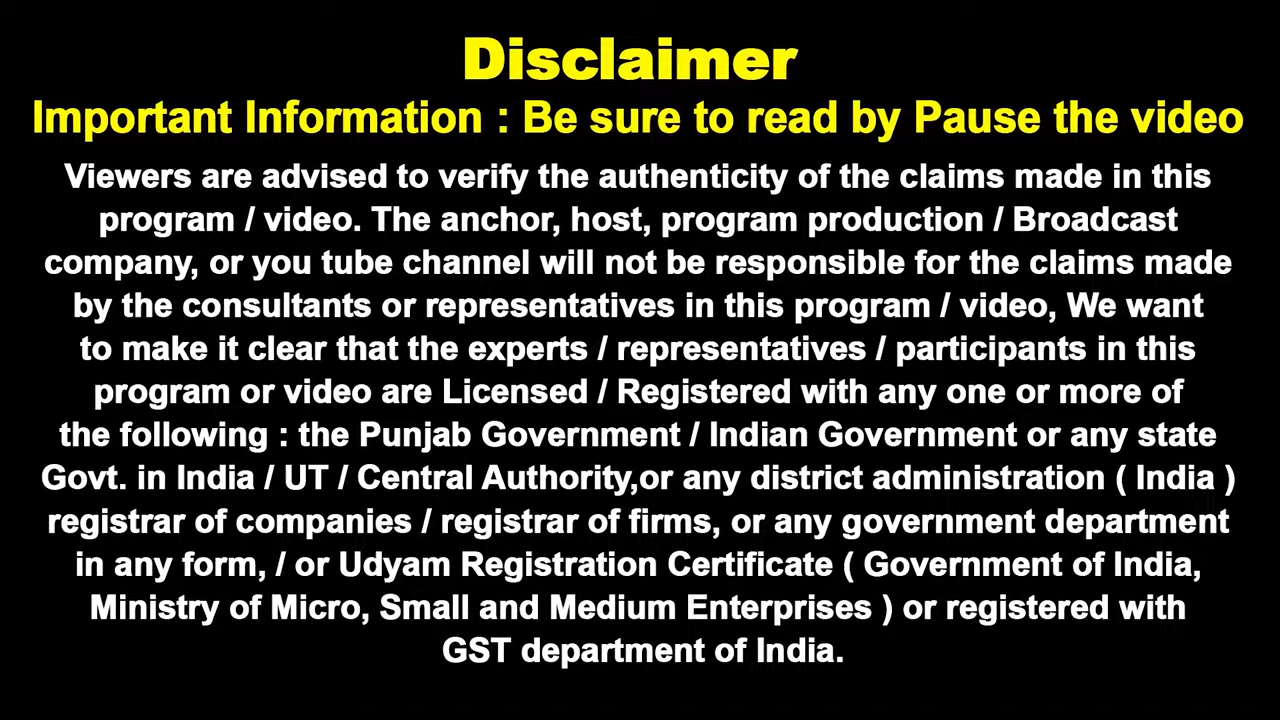 Disclaimer
Important Information : Be sure to read by Pause the video
Viewers are advised to verify the authenticity of the claims made in this
program / video. The anchor, host, program production / Broadcast
company, or you tube channel will not be responsible for the claims made
by the consultants or representatives in this program / video, We want
to make it clear that the experts / representatives / participants in this
program or video are Licensed / Registered with any one or more of
the following : the Punjab Government / Indian Government or any state
Govt. in India / UT / Central Authority,or any district administration ( India )
registrar of companies / registrar of firms, or any government department
in any form, / or Udyam Registration Certificate ( Government of India,
Ministry of Micro, Small and Medium Enterprises ) or registered with
GST department of India.